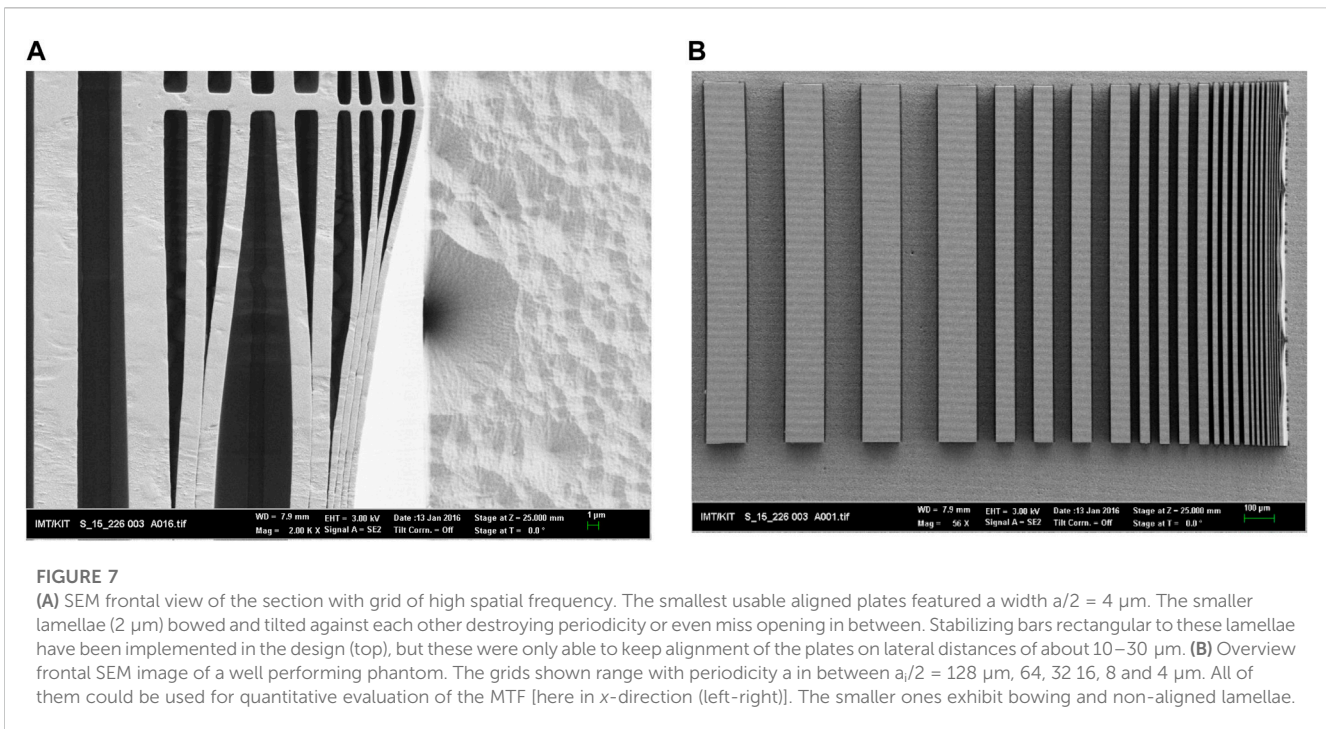 A
B
IMT/KIT S_15_226 003 A016.tif
WD = 7.9 mm EHT = 3.00 kV Date :13 Jan 2016 Stage at Z = 25.000 mm
Mag = 2.00 K X Signal A = SE2 Tilt Corrn. = Off Stage at T = 0.0 °
1 µm
IMT/KIT S_15_226 003 A001.tif
WD = 7.9 mm EHT = 3.00 kV Date :13 Jan 2016 Stage at Z = 25.000 mm
Mag = 56 X Signal A = SE2 Tilt Corrn. = Off Stage at T = 0.0 °
100 µm
FIGURE 7
(A) SEM frontal view of the section with grid of high spatial frequency. The smallest usable aligned plates featured a width a/2 = 4 µm. The smaller
lamellae (2 µm) bowed and tilted against each other destroying periodicity or even miss opening in between. Stabilizing bars rectangular to these lamellae
have been implemented in the design (top), but these were only able to keep alignment of the plates on lateral distances of about 10–30 µm. (B) Overview
frontal SEM image of a well performing phantom. The grids shown range with periodicity a in between aᵢ/2 = 128 µm, 64, 32 16, 8 and 4 µm. All of
them could be used for quantitative evaluation of the MTF [here in x-direction (left-right)]. The smaller ones exhibit bowing and non-aligned lamellae.